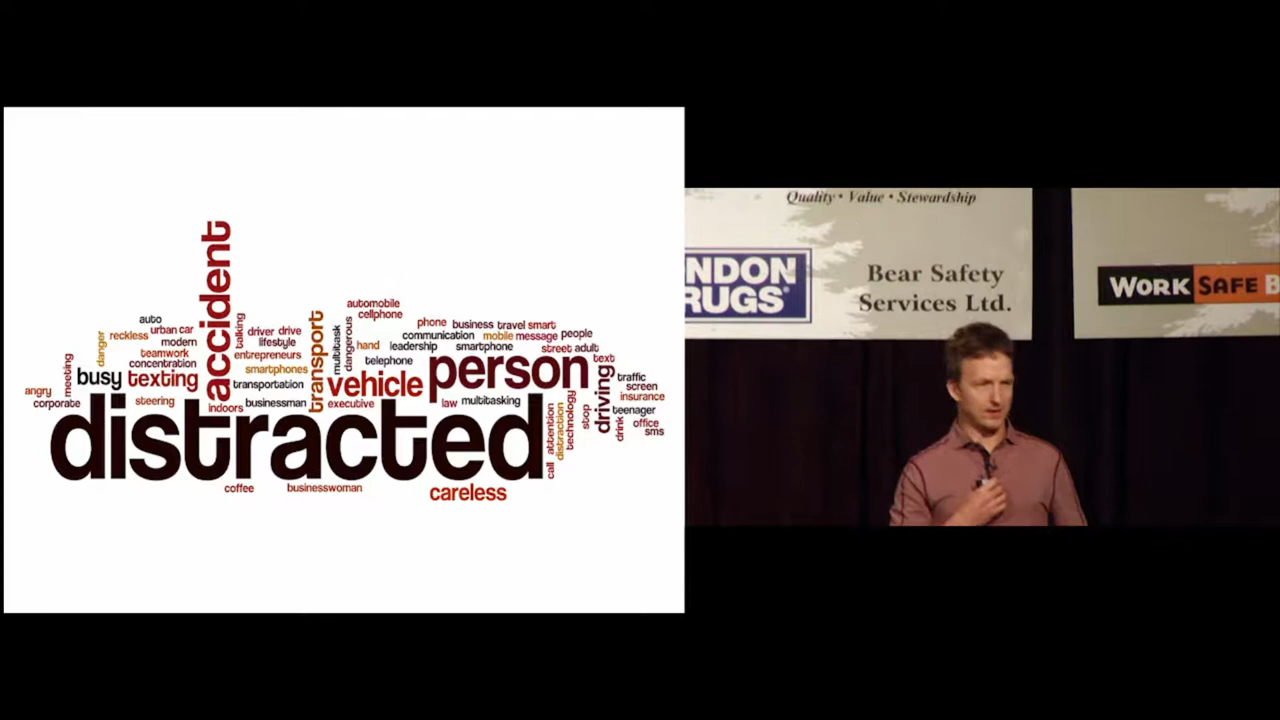 accident
automobile
cellphone
auto
urban car
reckless
danger
modern
teamwork
concentration
talking
driver drive
lifestyle
entrepreneurs
smartphones
transportation
transport
multitask
dangerous
hand
telephone
phone
business travel smart
communication
mobile message
people
leadership
smartphone
street adult
text
angry
corporate
meeting
busy
texting
steering
indoors
businessman
executive
vehicle
person
law
multitasking
driving
traffic
screen
insurance
teenager
office
sms
drink
stop
technology
distraction
attention
call
distracted
coffee
businesswoman
careless
Quality • Value • Stewardship
NDON
RUGS®
Bear Safety
Services Ltd.
WORK SAFE B